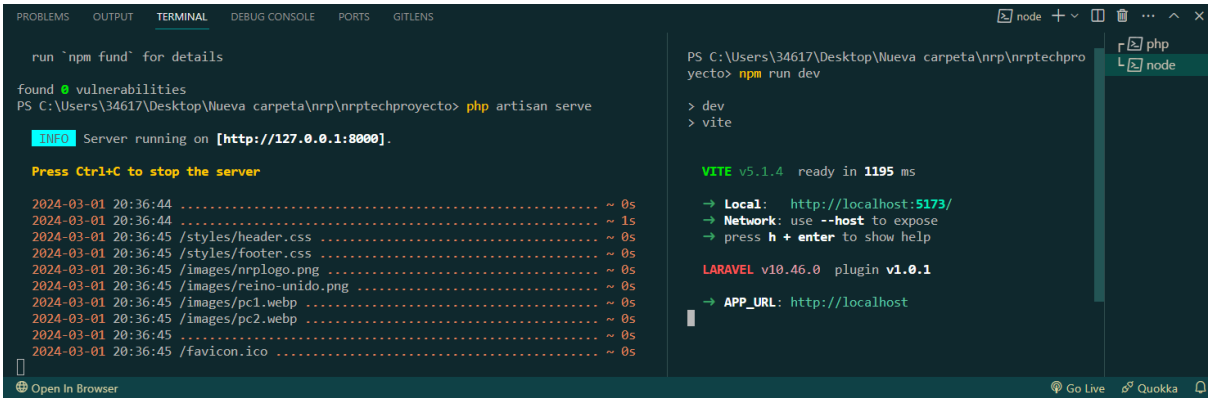 PROBLEMS OUTPUT TERMINAL DEBUG CONSOLE PORTS GITLENS
node
run `npm fund` for details
found 0 vulnerabilities
PS C:\Users\34617\Desktop\Nueva carpeta\nrp\nrptechproyecto> php artisan serve
INFO Server running on [http://127.0.0.1:8000].
Press Ctrl+C to stop the server
2024-03-01 20:36:44 ......................................................... ~ 0s
2024-03-01 20:36:44 ......................................................... ~ 1s
2024-03-01 20:36:45 /styles/header.css ...................................... ~ 0s
2024-03-01 20:36:45 /styles/footer.css ...................................... ~ 0s
2024-03-01 20:36:45 /images/nrplogo.png ..................................... ~ 0s
2024-03-01 20:36:45 /images/reino-unido.png ................................. ~ 0s
2024-03-01 20:36:45 /images/pc1.webp ........................................ ~ 0s
2024-03-01 20:36:45 /images/pc2.webp ........................................ ~ 0s
2024-03-01 20:36:45 ......................................................... ~ 0s
2024-03-01 20:36:45 /favicon.ico ............................................ ~ 0s
PS C:\Users\34617\Desktop\Nueva carpeta\nrp\nrptechpro
yecto> npm run dev
> dev
> vite
VITE v5.1.4 ready in 1195 ms
→ Local: http://localhost:5173/
→ Network: use --host to expose
→ press h + enter to show help
LARAVEL v10.46.0 plugin v1.0.1
→ APP_URL: http://localhost
php
node
Open In Browser
Go Live Quokka